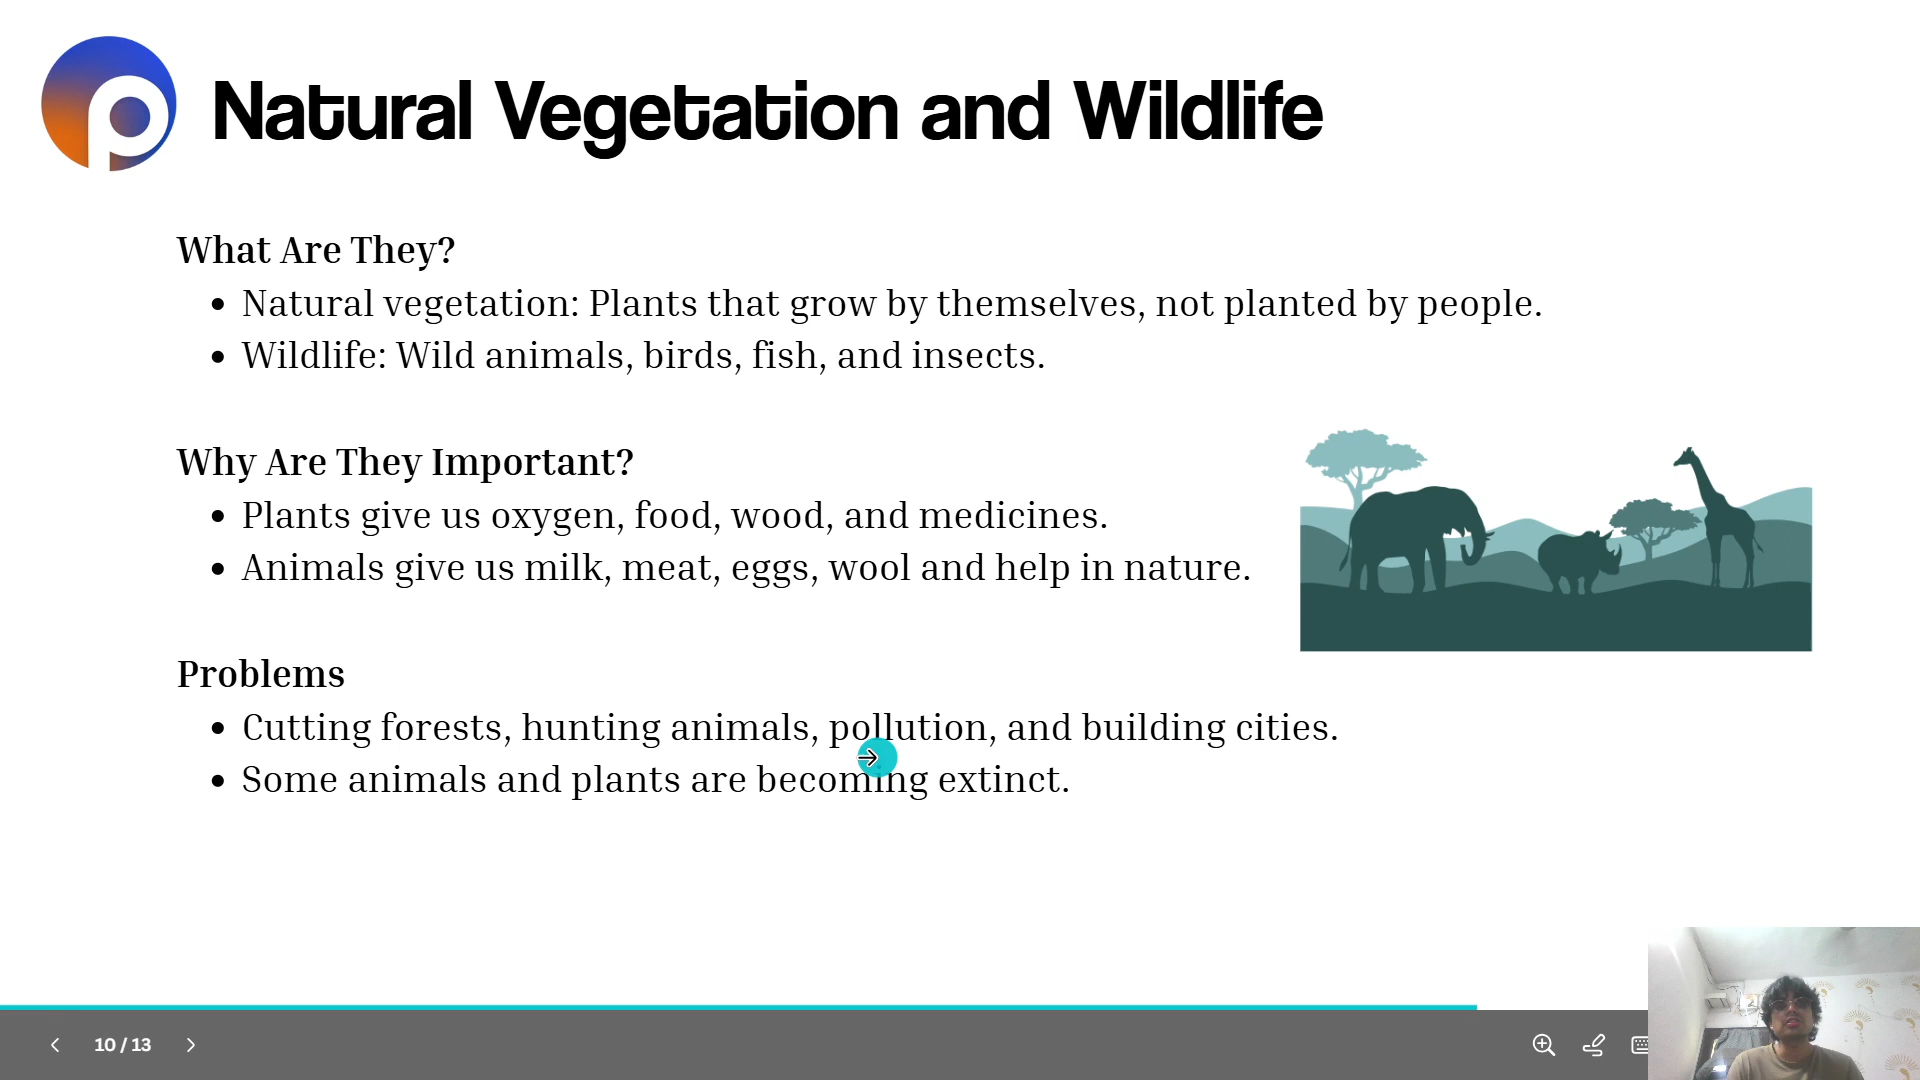 Natural Vegetation and Wildlife
What Are They?
• Natural vegetation: Plants that grow by themselves, not planted by people.
• Wildlife: Wild animals, birds, fish, and insects.
Why Are They Important?
• Plants give us oxygen, food, wood, and medicines.
• Animals give us milk, meat, eggs, wool and help in nature.
Problems
• Cutting forests, hunting animals, pollution, and building cities.
• Some animals and plants are becoming extinct.
10 / 13